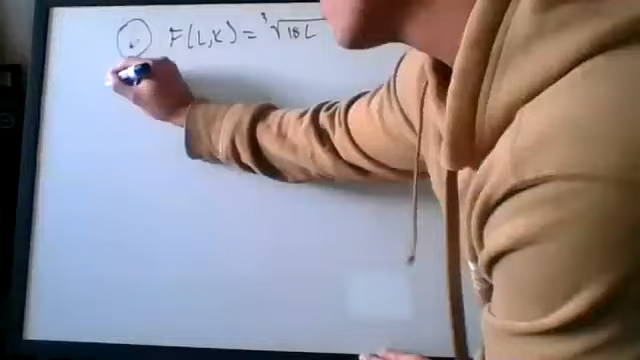 F(L,K) = ³√18L